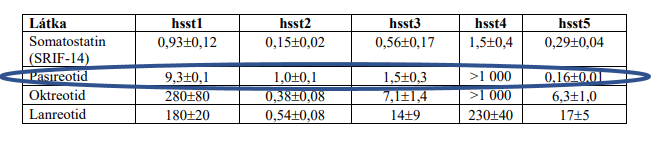 Látka hsst1 hsst2 hsst3 hsst4 hsst5
Somatostatin (SRIF-14) 0,93±0,12 0,15±0,02 0,56±0,17 1,5±0,4 0,29±0,04
Pasireotid 9,3±0,1 1,0±0,1 1,5±0,3 >1 000 0,16±0,01
Oktreotid 280±80 0,38±0,08 7,1±1,4 >1 000 6,3±1,0
Lanreotid 180±20 0,54±0,08 14±9 230±40 17±5